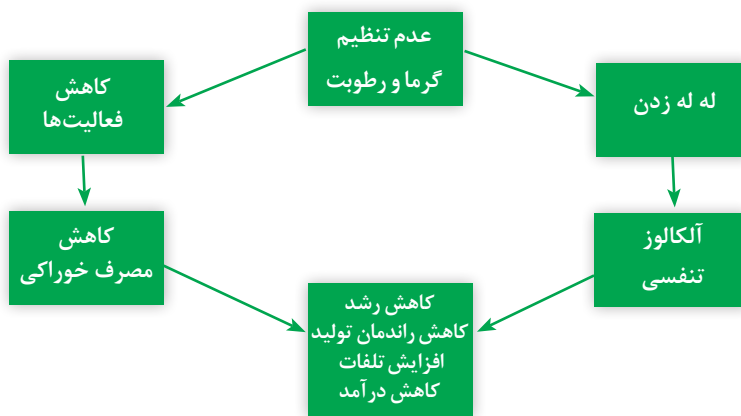 عدم تنظیم
گرما و رطوبت
له له زدن
کاهش
فعالیت‌ها
آلکالوز
تنفسی
کاهش
مصرف خوراکی
کاهش رشد
کاهش راندمان تولید
افزایش تلفات
کاهش درآمد